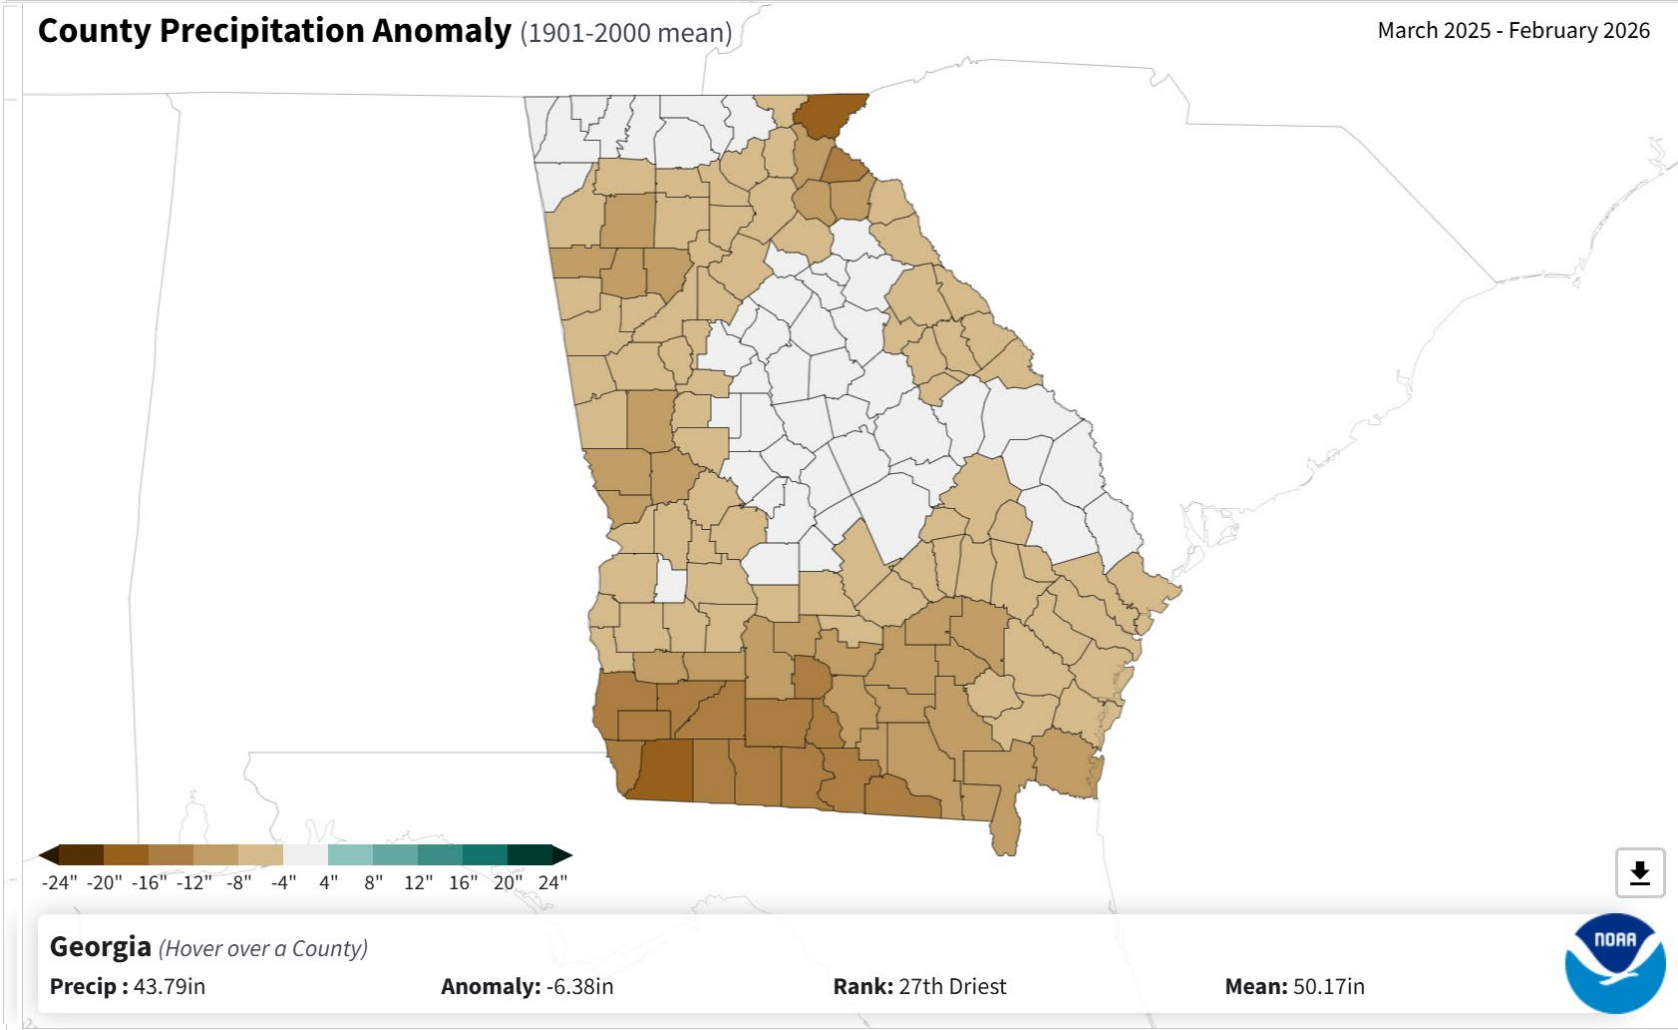 County Precipitation Anomaly (1901-2000 mean)
March 2025 - February 2026
-24" -20" -16" -12" -8" -4" 4" 8" 12" 16" 20" 24"
Georgia (Hover over a County)
Precip : 43.79in Anomaly: -6.38in Rank: 27th Driest Mean: 50.17in
NOAA